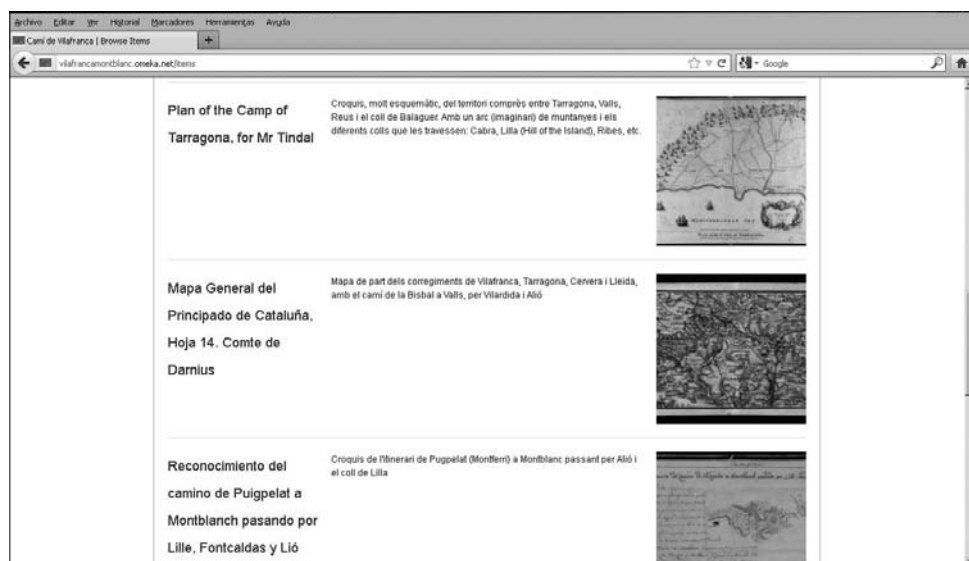 Archivo Editar Ver Historial Marcadores Herramientas Ayuda
Camí de Vilafranca | Browse Items
+
vilafrancamontblanc.omeka.net/items
Google
Plan of the Camp of
Tarragona, for Mr Tindal
Croquis, molt esquemàtic, del territori comprès entre Tarragona, Valls,
Reus i el coll de Balaguer. Amb un arc (imaginari) de muntanyes i els
diferents colls que les travessen: Cabra, Lilla (Hill of the Island), Ribes, etc.
MEDITERRANEAN SEA
Mapa General del
Principado de Cataluña,
Hoja 14. Comte de
Darnius
Mapa de part dels corregiments de Vilafranca, Tarragona, Cervera i Lleida,
amb el camí de la Bisbal a Valls, per Vilardida i Alió
Reconocimiento del
camino de Puigpelat a
Montblanch pasando por
Lille, Fontcaldas y Lió
Croquis de l'itinerari de Pugpelat (Montferri) a Montblanc passant per Alió i
el coll de Lilla